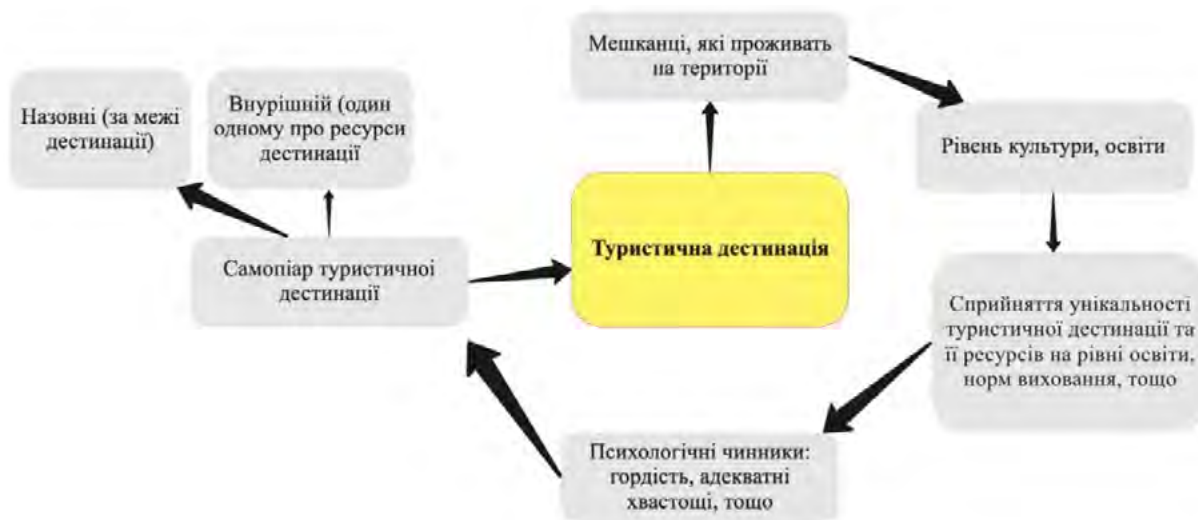 Мешканці, які проживать
на території
Назовні (за межі
дестинації)
Внурішній (один
одному про ресурси
дестинації
Рівень культури, освіти
Туристична дестинація
Самопіар туристичної
дестинації
Сприйняття унікальності
туристичної дестинації та
її ресурсів на рівні освіти,
норм виховання, тощо
Психологічні чинники:
гордість, адекватні
хвастощі, тощо